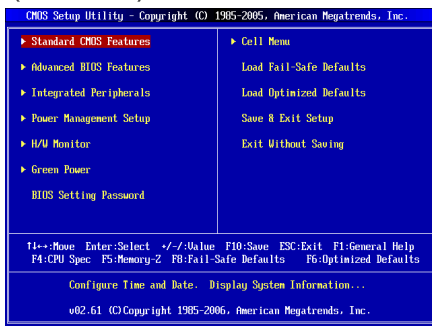 CMOS Setup Utility - Copyright (C) 1985-2005, American Megatrends, Inc.
▶ Standard CMOS Features
▶ Advanced BIOS Features
▶ Integrated Peripherals
▶ Power Management Setup
▶ H/W Monitor
▶ Green Power
BIOS Setting Password
▶ Cell Menu
Load Fail-Safe Defaults
Load Optimized Defaults
Save & Exit Setup
Exit Without Saving
↑↓←→:Move Enter:Select +/-/:Value F10:Save ESC:Exit F1:General Help
F4:CPU Spec F5:Memory-Z F8:Fail-Safe Defaults F6:Optimized Defaults
Configure Time and Date. Display System Information...
v02.61 (C)Copyright 1985-2006, American Megatrends, Inc.